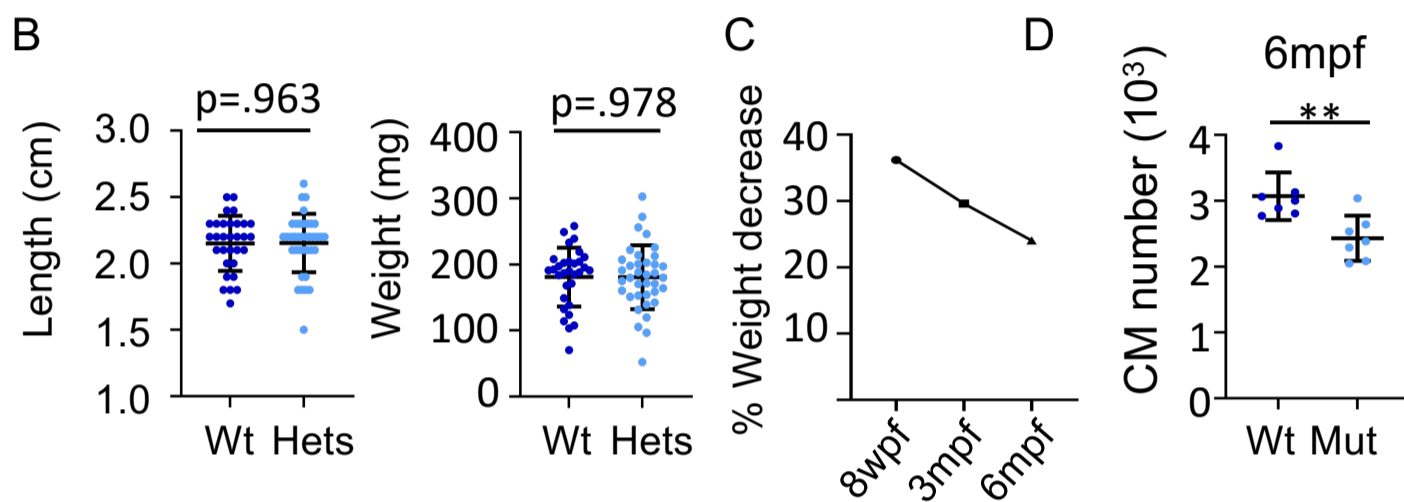 B
p=.963
Length (cm)
3.0
2.5
2.0
1.5
1.0
Wt Hets
p=.978
Weight (mg)
400
300
200
100
0
Wt Hets
C
% Weight decrease
40
30
20
10
8wpf
3mpf
6mpf
D
6mpf
**
CM number (10³)
4
3
2
1
0
Wt Mut